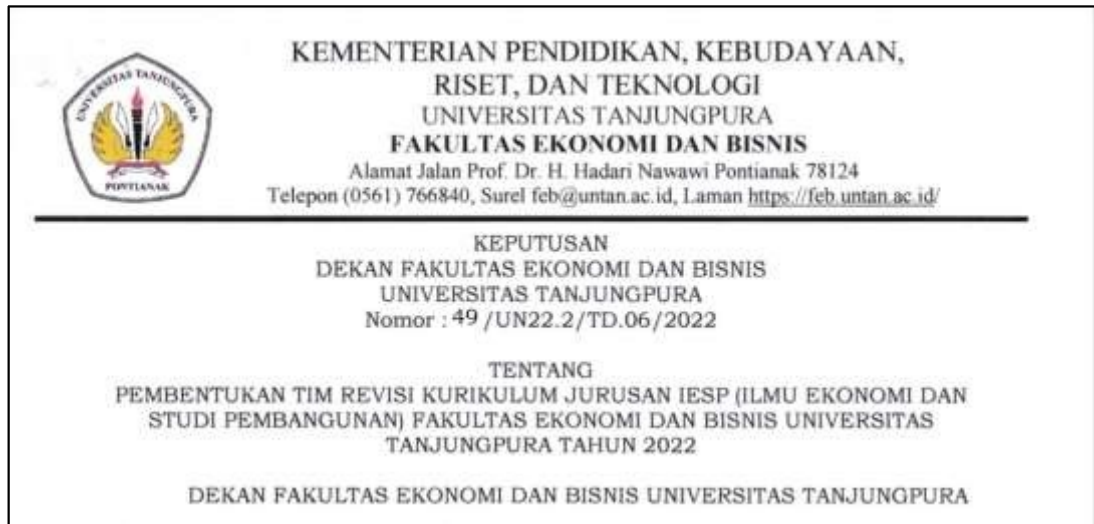 UNIVERSITAS TANJUNGPURA
PONTIANAK
KEMENTERIAN PENDIDIKAN, KEBUDAYAAN,
RISET, DAN TEKNOLOGI
UNIVERSITAS TANJUNGPURA
FAKULTAS EKONOMI DAN BISNIS
Alamat Jalan Prof. Dr. H. Hadari Nawawi Pontianak 78124
Telepon (0561) 766840, Surel feb@untan.ac.id, Laman https://feb.untan.ac.id/
KEPUTUSAN
DEKAN FAKULTAS EKONOMI DAN BISNIS
UNIVERSITAS TANJUNGPURA
Nomor : 49 /UN22.2/TD.06/2022
TENTANG
PEMBENTUKAN TIM REVISI KURIKULUM JURUSAN IESP (ILMU EKONOMI DAN
STUDI PEMBANGUNAN) FAKULTAS EKONOMI DAN BISNIS UNIVERSITAS
TANJUNGPURA TAHUN 2022
DEKAN FAKULTAS EKONOMI DAN BISNIS UNIVERSITAS TANJUNGPURA